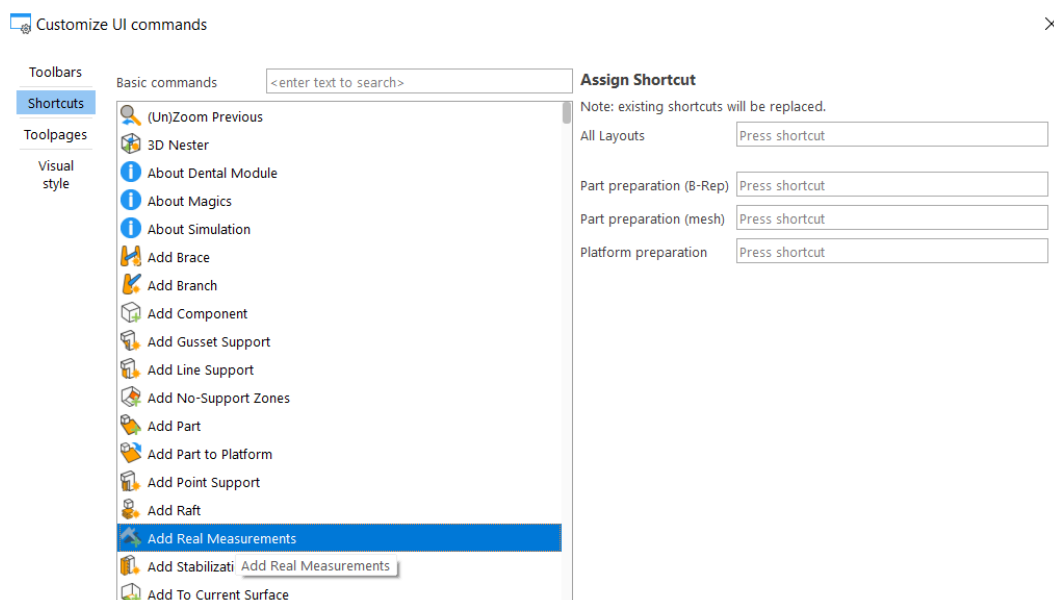 Customize UI commands
Toolbars
Shortcuts
Toolpages
Visual
style
Basic commands
<enter text to search>
(Un)Zoom Previous
3D Nester
About Dental Module
About Magics
About Simulation
Add Brace
Add Branch
Add Component
Add Gusset Support
Add Line Support
Add No-Support Zones
Add Part
Add Part to Platform
Add Point Support
Add Raft
Add Real Measurements
Add Stabilizati
Add Real Measurements
Add To Current Surface
Assign Shortcut
Note: existing shortcuts will be replaced.
All Layouts
Press shortcut
Part preparation (B-Rep)
Press shortcut
Part preparation (mesh)
Press shortcut
Platform preparation
Press shortcut